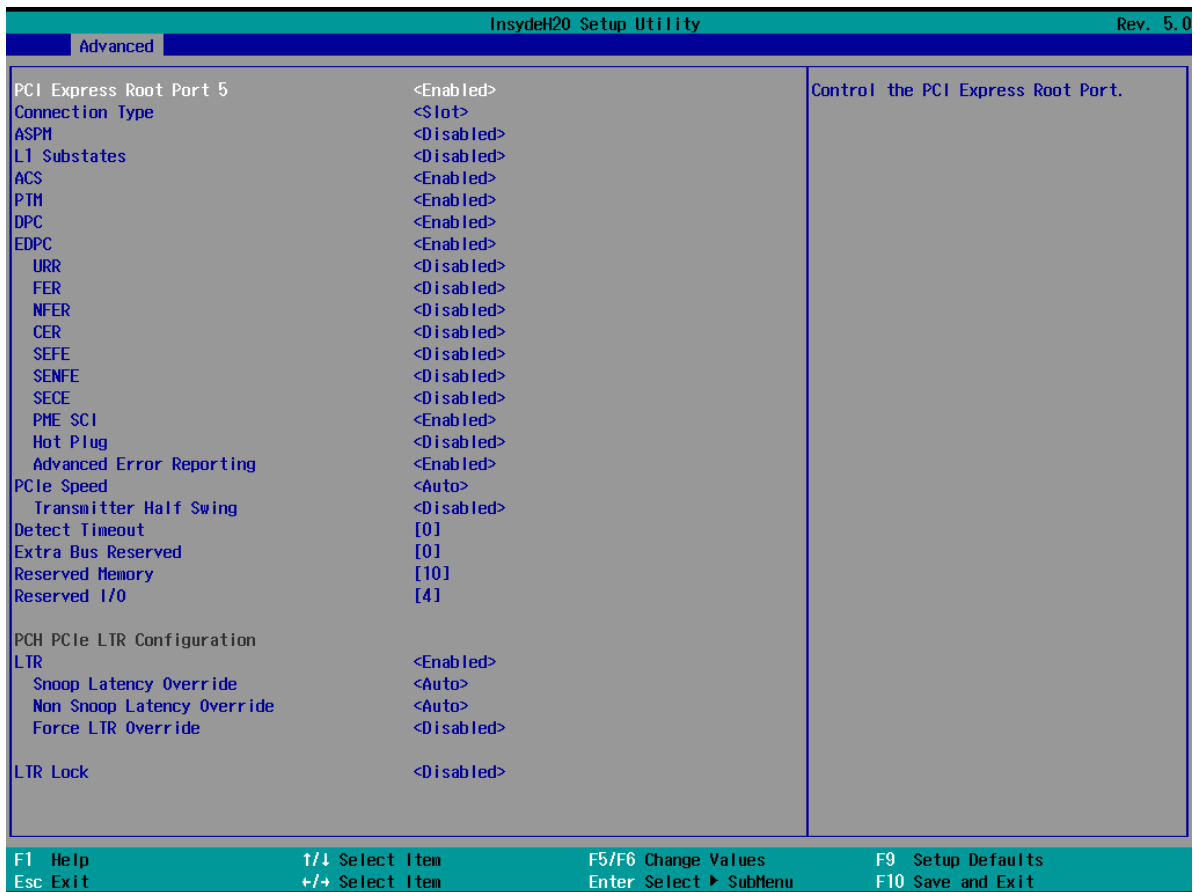 InsydeH20 Setup Utility Rev. 5.0
Advanced
PCI Express Root Port 5 <Enabled> Control the PCI Express Root Port.
Connection Type <Slot>
ASPM <Disabled>
L1 Substates <Disabled>
ACS <Enabled>
PTM <Enabled>
DPC <Enabled>
EDPC <Enabled>
URR <Disabled>
FER <Disabled>
NFER <Disabled>
CER <Disabled>
SEFE <Disabled>
SENFE <Disabled>
SECE <Disabled>
PME SCI <Enabled>
Hot Plug <Disabled>
Advanced Error Reporting <Enabled>
PCIe Speed <Auto>
Transmitter Half Swing <Disabled>
Detect Timeout [0]
Extra Bus Reserved [0]
Reserved Memory [10]
Reserved I/O [4]
PCH PCIe LTR Configuration
LTR <Enabled>
Snoop Latency Override <Auto>
Non Snoop Latency Override <Auto>
Force LTR Override <Disabled>
LTR Lock <Disabled>
F1 Help ↑/↓ Select Item F5/F6 Change Values F9 Setup Defaults
Esc Exit ←/→ Select Item Enter Select ▶ SubMenu F10 Save and Exit